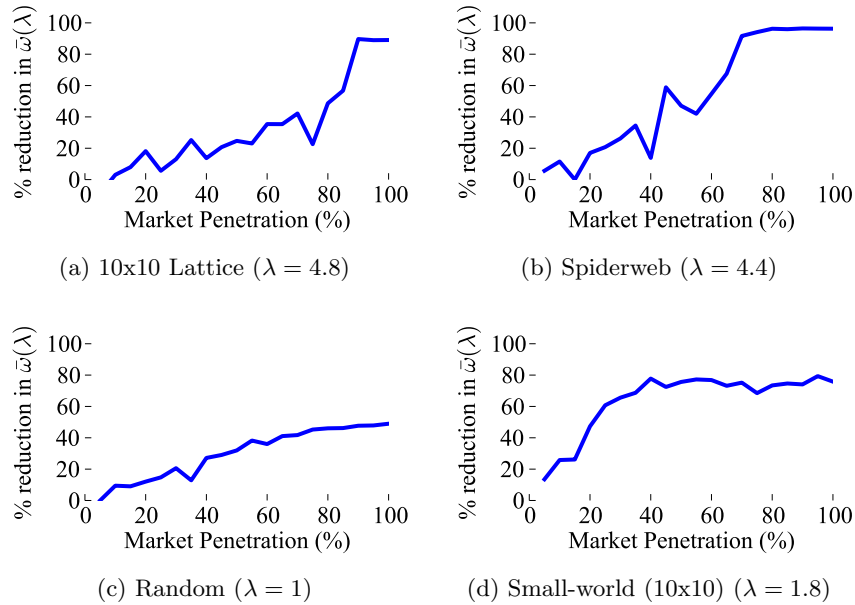 % reduction in ω̄(λ)
100
80
60
40
20
0
0 20 40 60 80 100
Market Penetration (%)
(a) 10x10 Lattice (λ = 4.8)
% reduction in ω̄(λ)
100
80
60
40
20
0
0 20 40 60 80 100
Market Penetration (%)
(b) Spiderweb (λ = 4.4)
% reduction in ω̄(λ)
100
80
60
40
20
0
0 20 40 60 80 100
Market Penetration (%)
(c) Random (λ = 1)
% reduction in ω̄(λ)
100
80
60
40
20
0
0 20 40 60 80 100
Market Penetration (%)
(d) Small-world (10x10) (λ = 1.8)